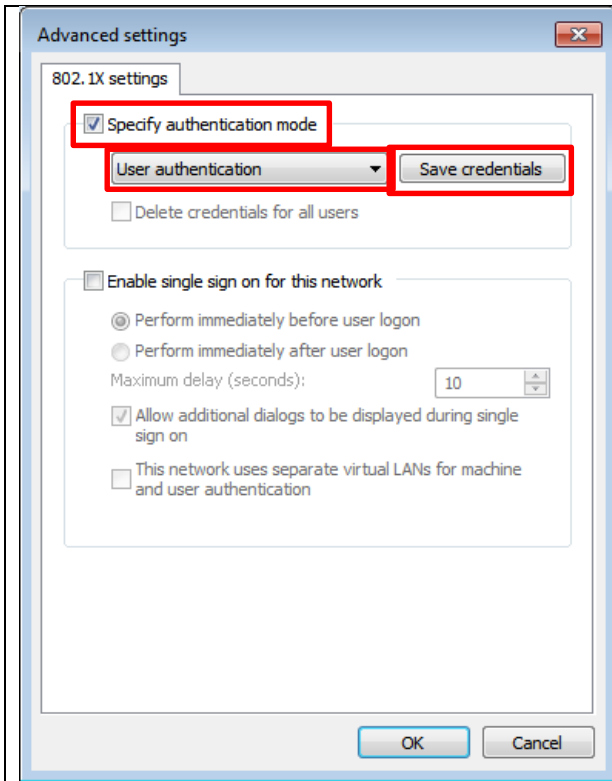 Advanced settings
802.1X settings
Specify authentication mode
User authentication
Save credentials
Delete credentials for all users
Enable single sign on for this network
Perform immediately before user logon
Perform immediately after user logon
Maximum delay (seconds):
10
Allow additional dialogs to be displayed during single
sign on
This network uses separate virtual LANs for machine
and user authentication
OK
Cancel